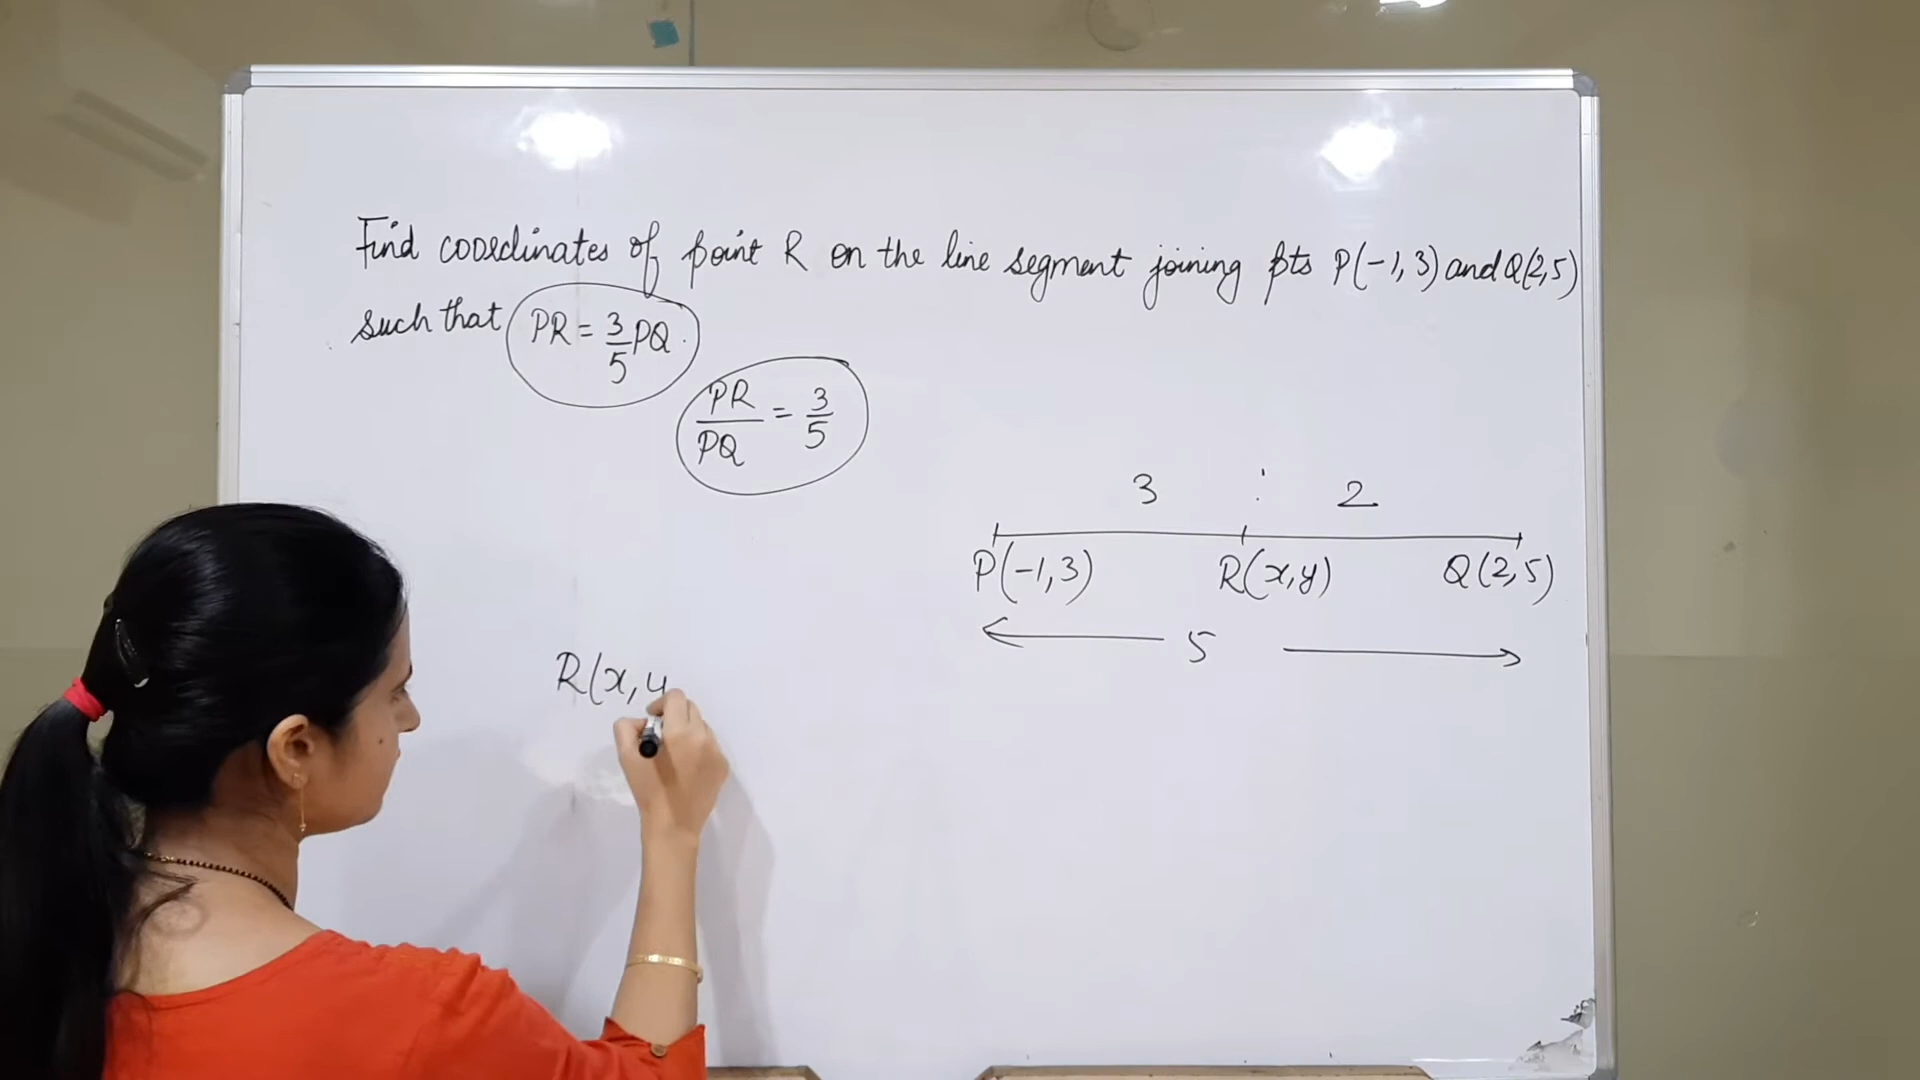 Find coordinates of point R on the line segment joining pts P(-1, 3) and Q(2,5)
such that PR = 3/5 PQ.
PR/PQ = 3/5
3 : 2
P(-1,3) R(x,y) Q(2,5)
5
R(x, y